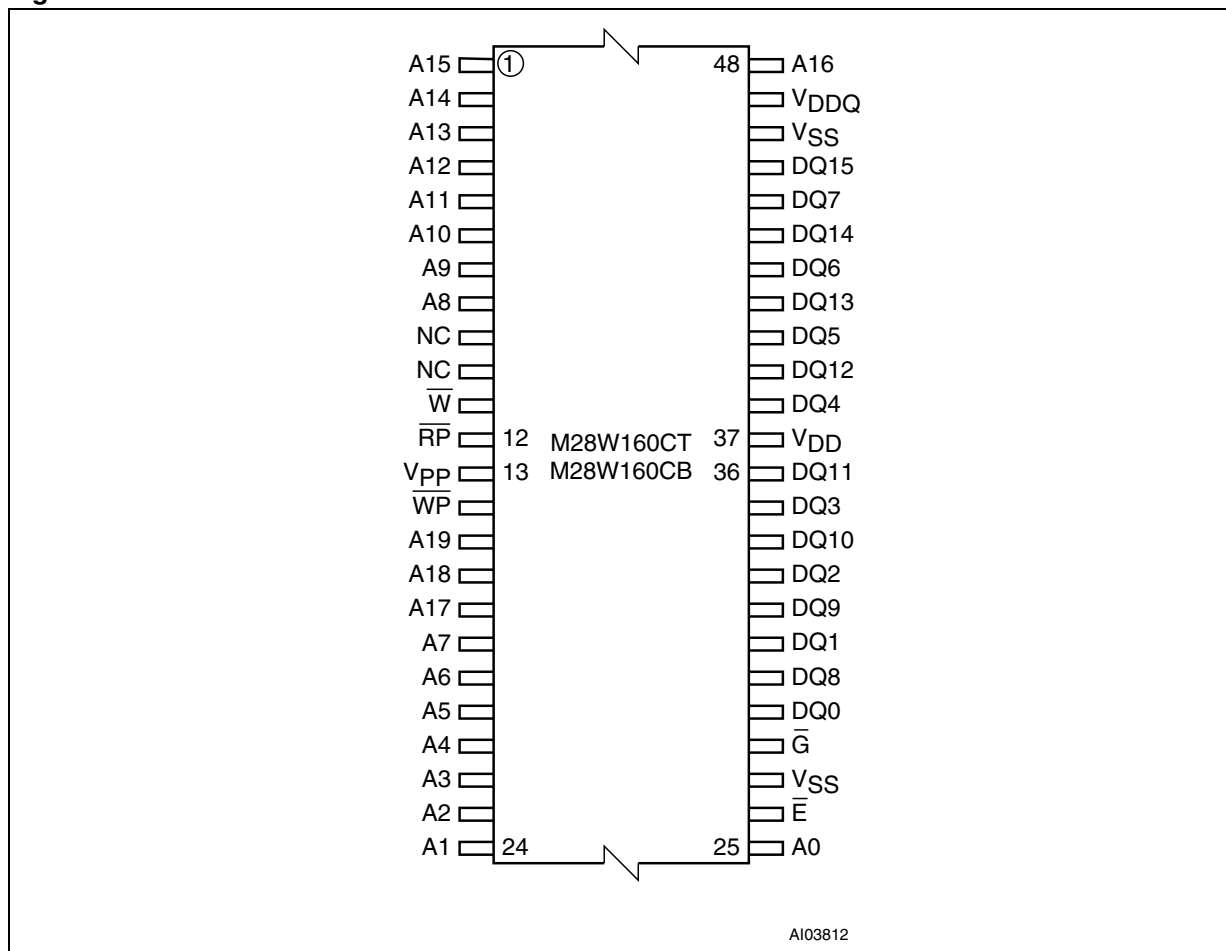 A15 1 48 A16
A14 VDDQ
A13 VSS
A12 DQ15
A11 DQ7
A10 DQ14
A9 DQ6
A8 DQ13
NC DQ5
NC DQ12
W̅ DQ4
R̅P̅ 12 M28W160CT 37 VDD
VPP 13 M28W160CB 36 DQ11
W̅P̅ DQ3
A19 DQ10
A18 DQ2
A17 DQ9
A7 DQ1
A6 DQ8
A5 DQ0
A4 G̅
A3 VSS
A2 E̅
A1 24 25 A0
AI03812